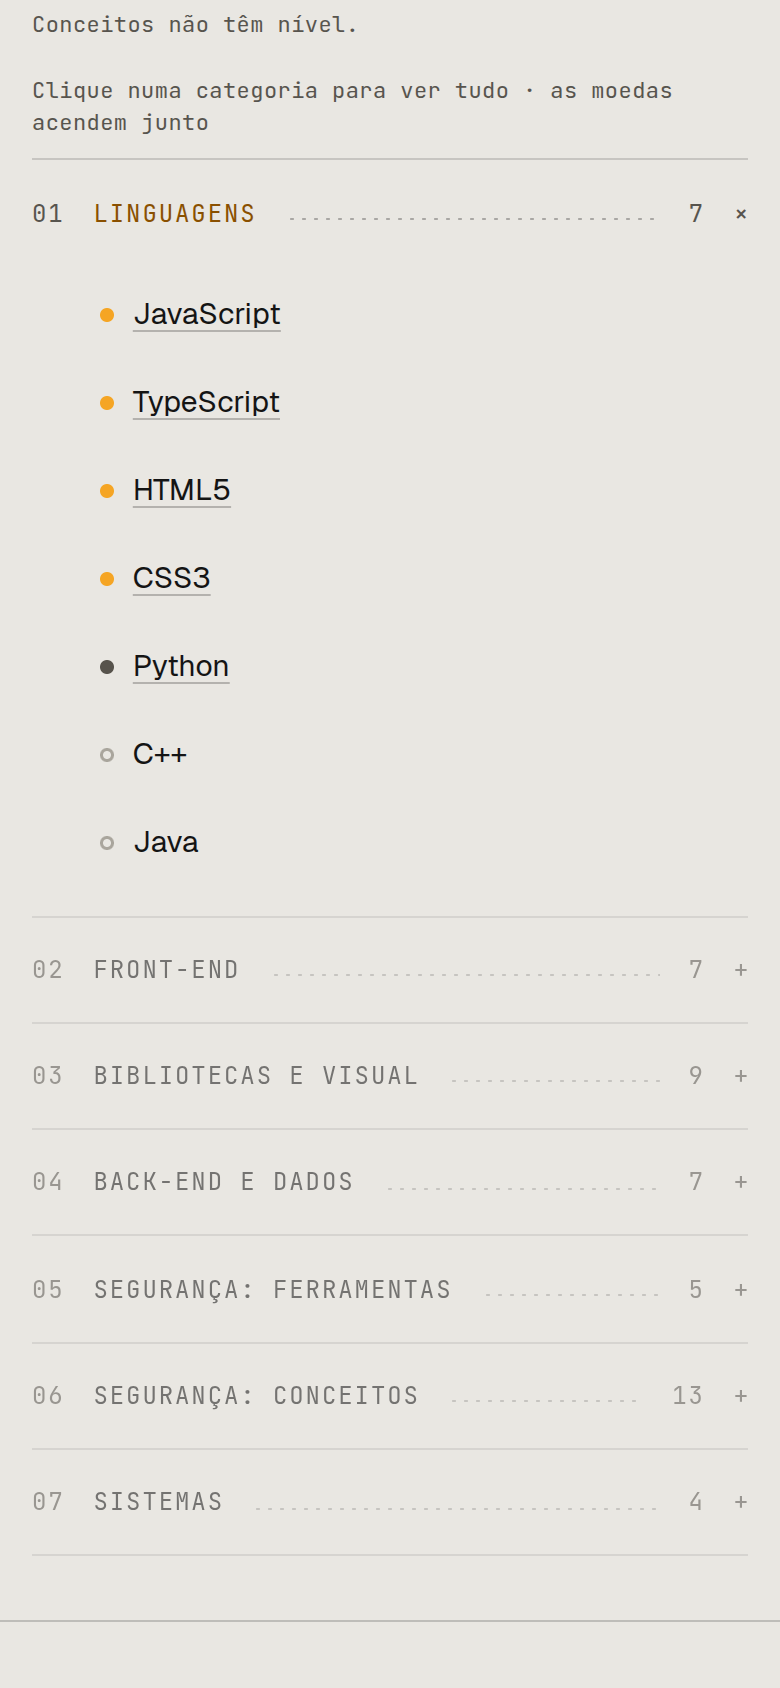 Conceitos não têm nível.
Clique numa categoria para ver tudo · as moedas
acendem junto
01 LINGUAGENS 7 ×
JavaScript
TypeScript
HTML5
CSS3
Python
C++
Java
02 FRONT-END 7 +
03 BIBLIOTECAS E VISUAL 9 +
04 BACK-END E DADOS 7 +
05 SEGURANÇA: FERRAMENTAS 5 +
06 SEGURANÇA: CONCEITOS 13 +
07 SISTEMAS 4 +